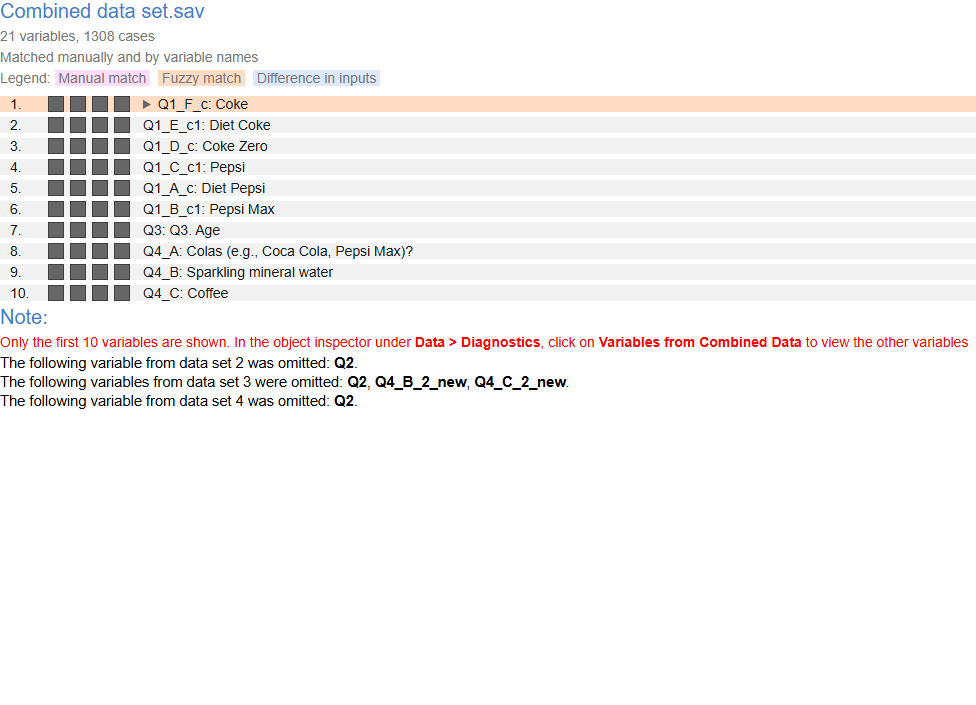 Combined data set.sav
21 variables, 1308 cases
Matched manually and by variable names
Legend: Manual match Fuzzy match Difference in inputs
1. Q1_F_c: Coke
2. Q1_E_c1: Diet Coke
3. Q1_D_c: Coke Zero
4. Q1_C_c1: Pepsi
5. Q1_A_c: Diet Pepsi
6. Q1_B_c1: Pepsi Max
7. Q3: Q3. Age
8. Q4_A: Colas (e.g., Coca Cola, Pepsi Max)?
9. Q4_B: Sparkling mineral water
10. Q4_C: Coffee
Note:
Only the first 10 variables are shown. In the object inspector under Data > Diagnostics, click on Variables from Combined Data to view the other variables
The following variable from data set 2 was omitted: Q2.
The following variables from data set 3 were omitted: Q2, Q4_B_2_new, Q4_C_2_new.
The following variable from data set 4 was omitted: Q2.